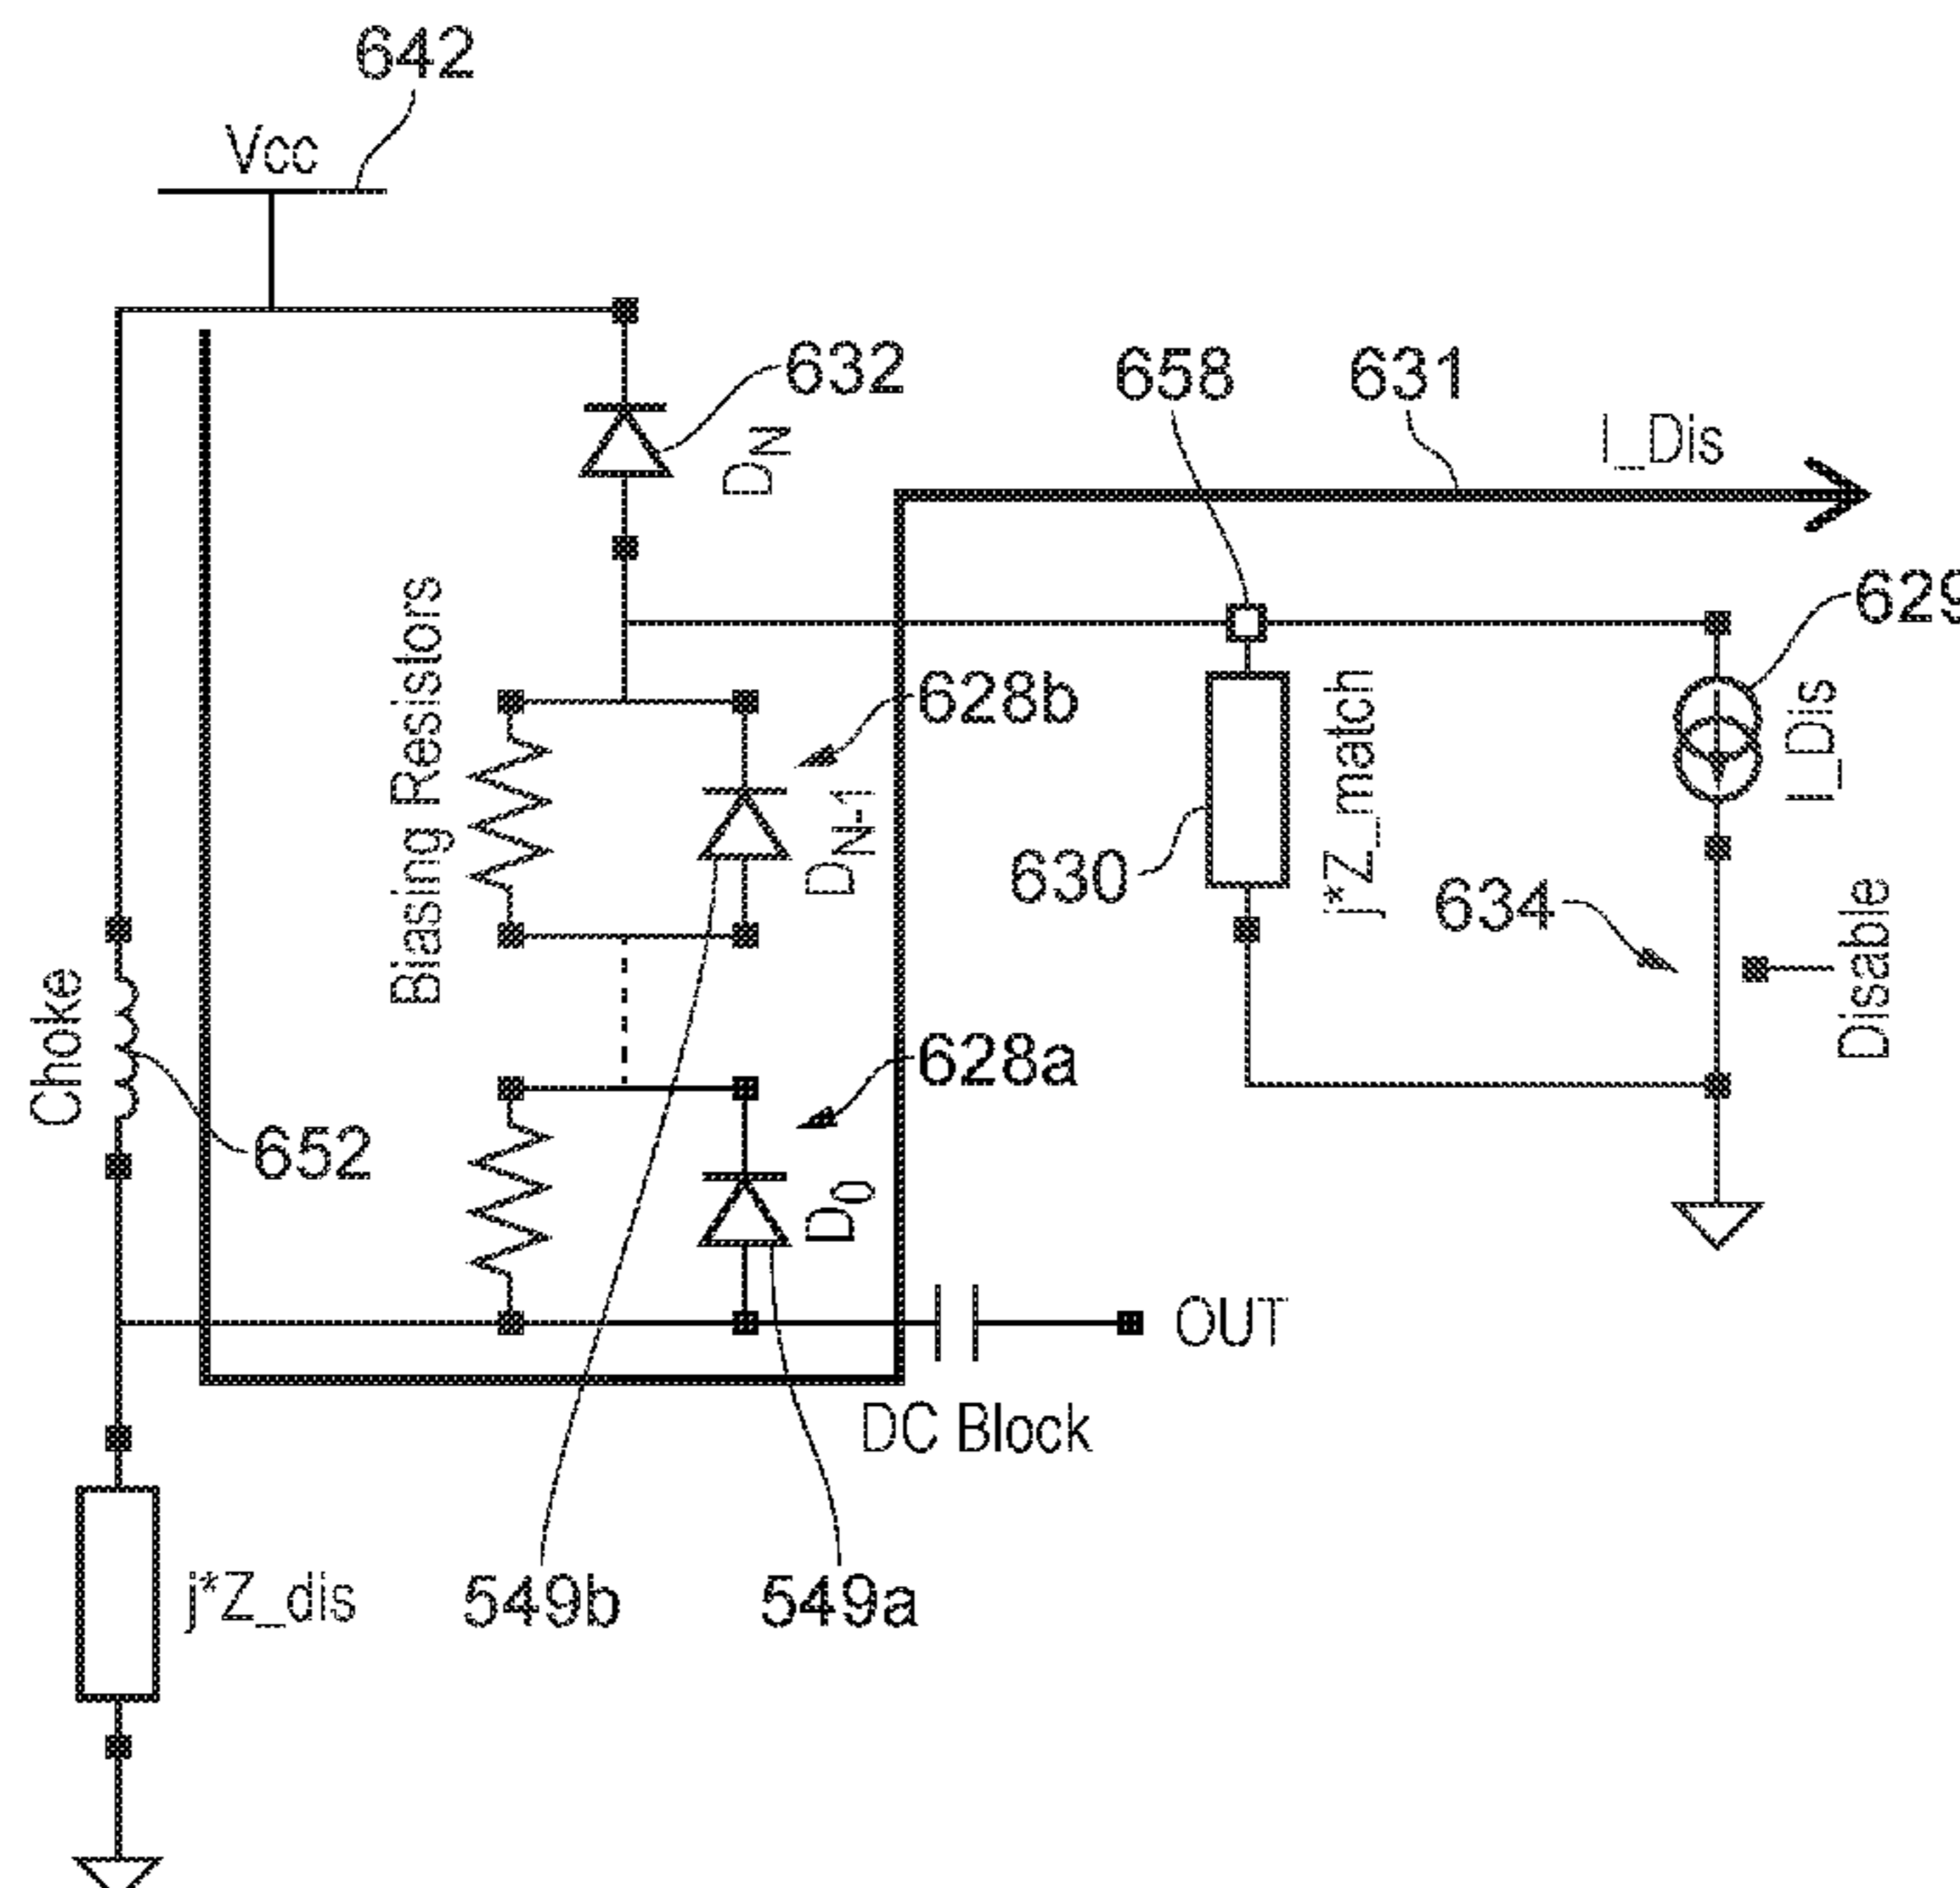 642
Vcc
632
658
631
I_Dis
DN
629
Biasing Resistors
628b
I_Dis
j*Z_match
DN-1
630
634
Disable
Choke
628a
652
D0
OUT
DC Block
j*Z_dis
549b
549a